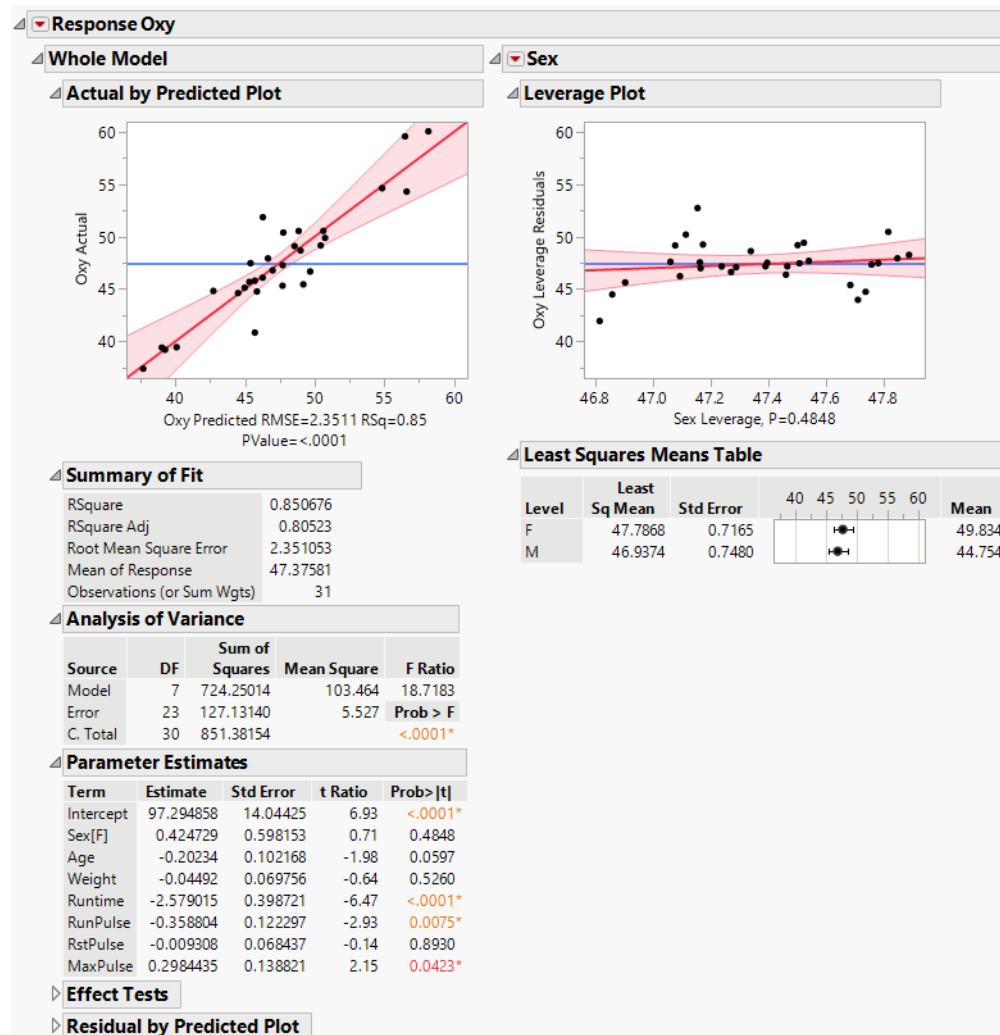 Response Oxy
Whole Model
Actual by Predicted Plot
60
55
50
45
40
Oxy Actual
40 45 50 55 60
Oxy Predicted RMSE=2.3511 RSq=0.85
PValue=<.0001
Summary of Fit
RSquare 0.850676
RSquare Adj 0.80523
Root Mean Square Error 2.351053
Mean of Response 47.37581
Observations (or Sum Wgts) 31
Analysis of Variance
Sum of
Source DF Squares Mean Square F Ratio
Model 7 724.25014 103.464 18.7183
Error 23 127.13140 5.527 Prob > F
C. Total 30 851.38154 <.0001*
Parameter Estimates
Term Estimate Std Error t Ratio Prob>|t|
Intercept 97.294858 14.04425 6.93 <.0001*
Sex[F] 0.424729 0.598153 0.71 0.4848
Age -0.20234 0.102168 -1.98 0.0597
Weight -0.04492 0.069756 -0.64 0.5260
Runtime -2.579015 0.398721 -6.47 <.0001*
RunPulse -0.358804 0.122297 -2.93 0.0075*
RstPulse -0.009308 0.068437 -0.14 0.8930
MaxPulse 0.2984435 0.138821 2.15 0.0423*
Effect Tests
Residual by Predicted Plot
Sex
Leverage Plot
60
55
50
45
40
Oxy Leverage Residuals
46.8 47.0 47.2 47.4 47.6 47.8
Sex Leverage, P=0.4848
Least Squares Means Table
Least
Level Sq Mean Std Error 40 45 50 55 60 Mean
F 47.7868 0.7165 49.834
M 46.9374 0.7480 44.754